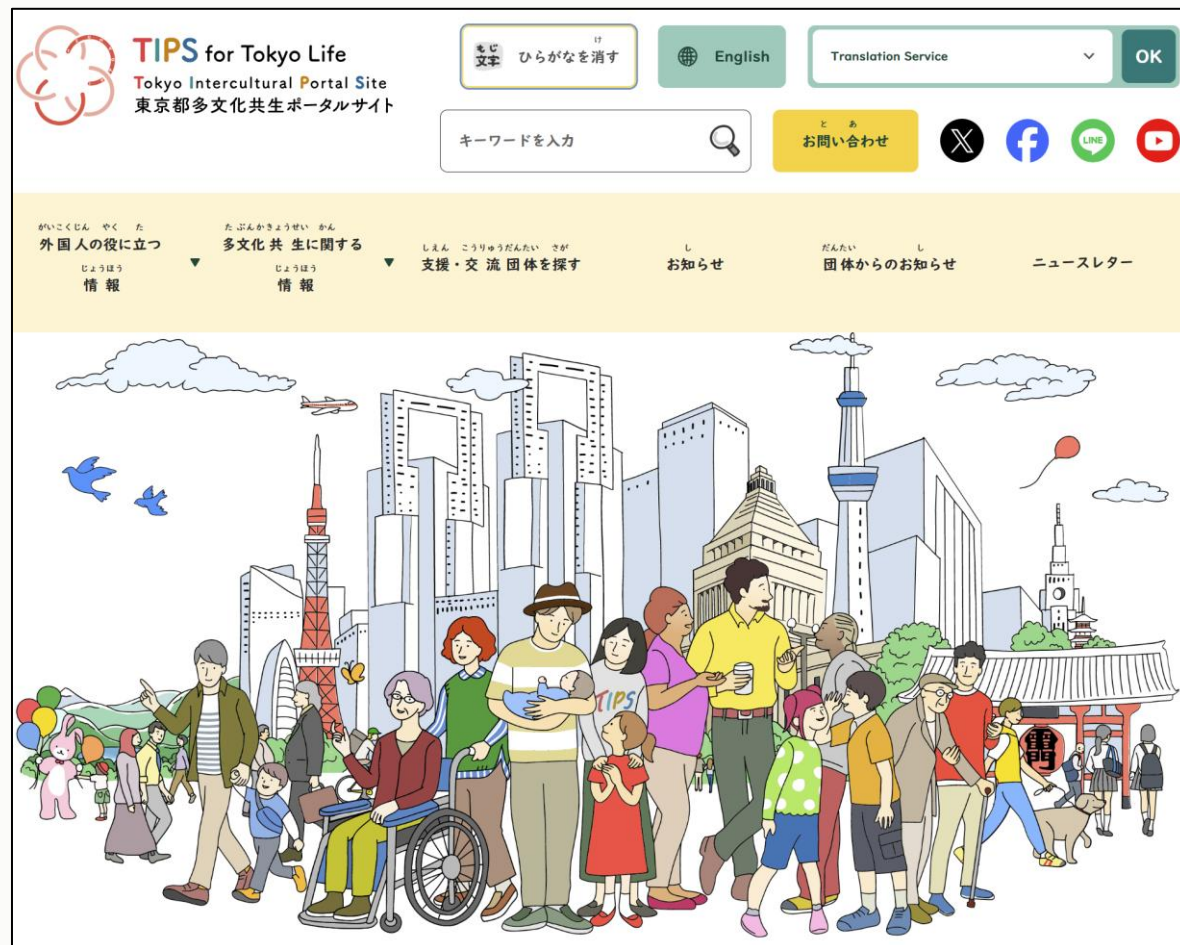 TIPS for Tokyo Life
Tokyo Intercultural Portal Site
東京都多文化共生ポータルサイト
もじ
文字
け
ひらがなを消す
English
Translation Service
OK
キーワードを入力
と あ
お問い合わせ
X
f
LINE
がいこくじん やく た
外国人の役に立つ
じょうほう
情報
▼
たぶんかきょうせい かん
多文化共生に関する
じょうほう
情報
▼
しえん こうりゅうだんたい さが
支援・交流団体を探す
し
お知らせ
だんたい し
団体からのお知らせ
ニュースレター
TIPS
雷門